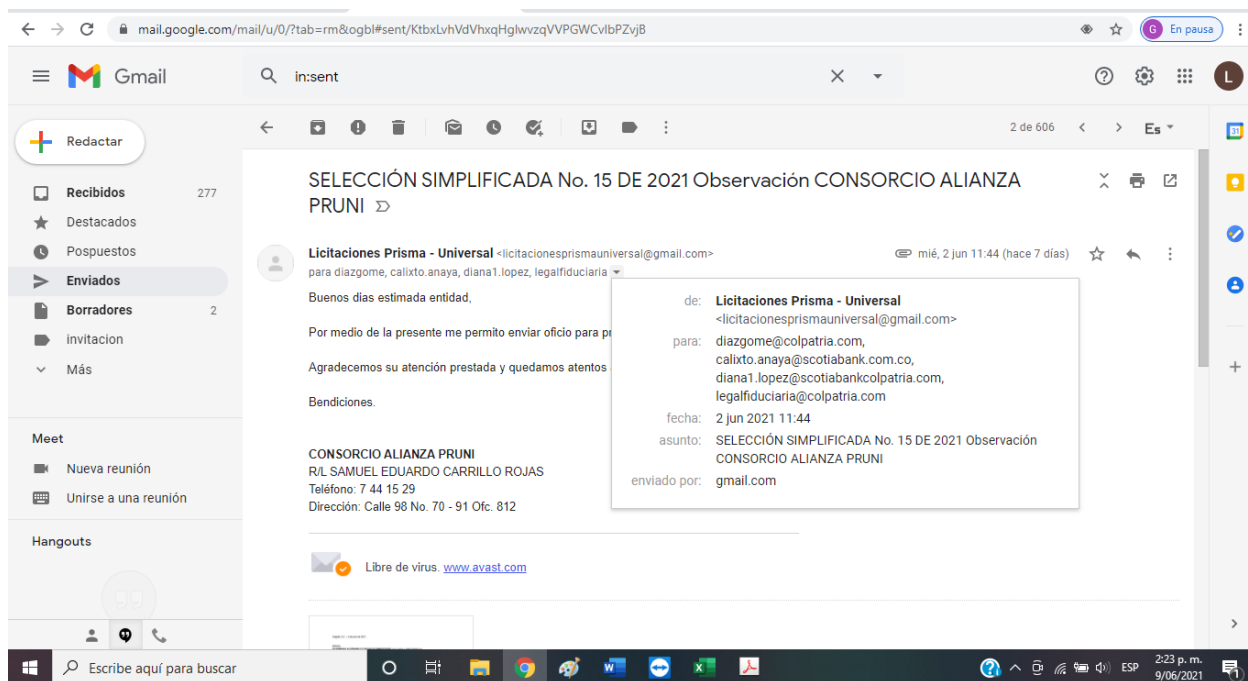 mail.google.com/mail/u/0/?tab=rm&ogbl#sent/KtbxLvhVdVhxqHglwvzqVVPGWCvlbPZvjB
G En pausa
Gmail
in:sent
L
Redactar
2 de 606
Es
31
SELECCIÓN SIMPLIFICADA No. 15 DE 2021 Observación CONSORCIO ALIANZA
PRUNI
Recibidos 277
Destacados
Pospuestos
Enviados
Borradores 2
invitacion
Más
Licitaciones Prisma - Universal <licitacionesprismauniversal@gmail.com>
mié, 2 jun 11:44 (hace 7 días)
para diazgome, calixto.anaya, diana1.lopez, legalfiduciaria
Buenos días estimada entidad,
Por medio de la presente me permito enviar oficio para
Agradecemos su atención prestada y quedamos atentos
Bendiciones.
CONSORCIO ALIANZA PRUNI
R/L SAMUEL EDUARDO CARRILLO ROJAS
Teléfono: 7 44 15 29
Dirección: Calle 98 No. 70 - 91 Ofc. 812
de: Licitaciones Prisma - Universal
<licitacionesprismauniversal@gmail.com>
para: diazgome@colpatria.com,
calixto.anaya@scotiabank.com.co,
diana1.lopez@scotiabankcolpatria.com,
legalfiduciaria@colpatria.com
fecha: 2 jun 2021 11:44
asunto: SELECCIÓN SIMPLIFICADA No. 15 DE 2021 Observación
CONSORCIO ALIANZA PRUNI
enviado por: gmail.com
Libre de virus. www.avast.com
Meet
Nueva reunión
Unirse a una reunión
Hangouts
Escribe aquí para buscar
ESP
2:23 p. m.
9/06/2021
1